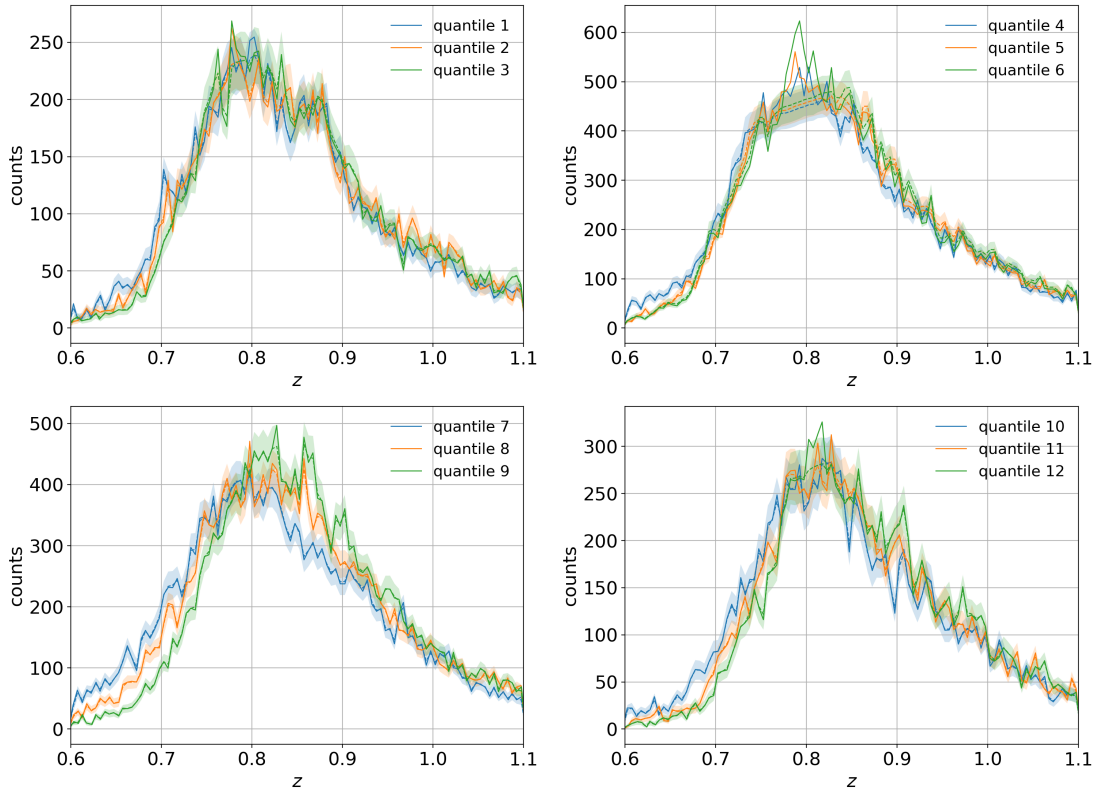 quantile 1
quantile 2
quantile 3
250
200
150
100
50
0
counts
0.6 0.7 0.8 0.9 1.0 1.1
z
quantile 4
quantile 5
quantile 6
600
500
400
300
200
100
0
counts
0.6 0.7 0.8 0.9 1.0 1.1
z
quantile 7
quantile 8
quantile 9
500
400
300
200
100
0
counts
0.6 0.7 0.8 0.9 1.0 1.1
z
quantile 10
quantile 11
quantile 12
300
250
200
150
100
50
0
counts
0.6 0.7 0.8 0.9 1.0 1.1
z